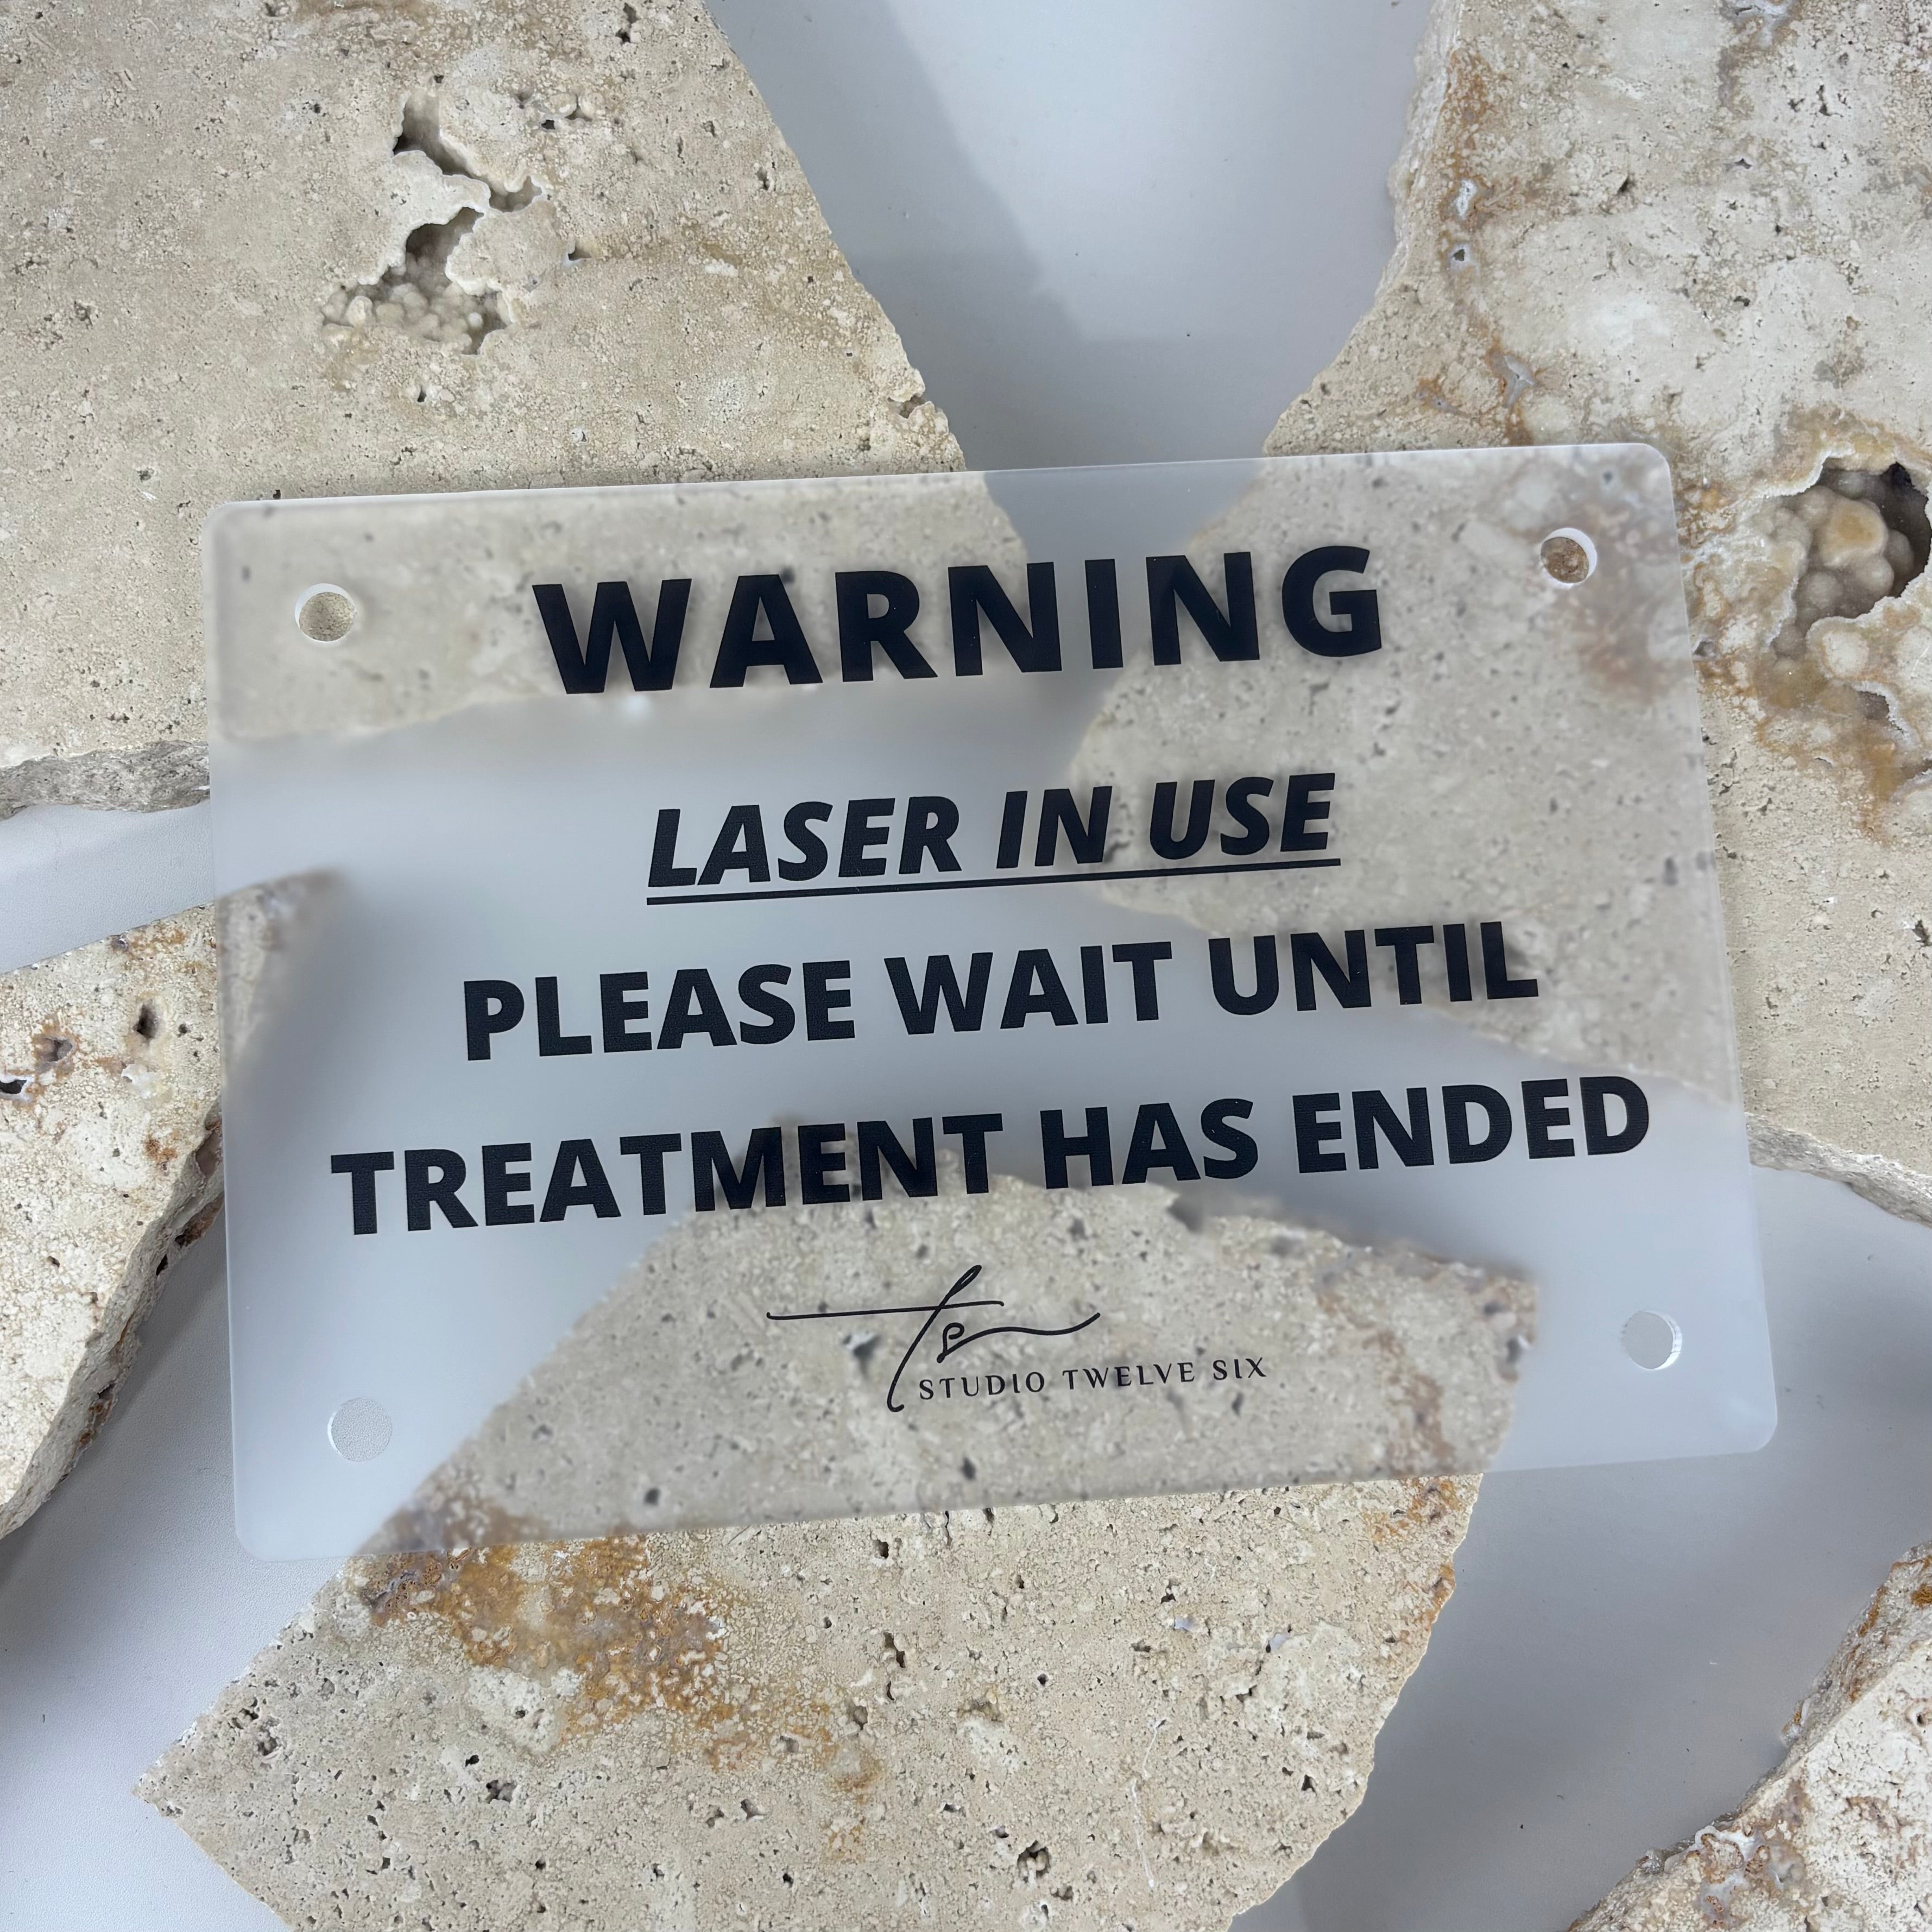 WARNING
LASER IN USE
PLEASE WAIT UNTIL
TREATMENT HAS ENDED
STUDIO TWELVE SIX